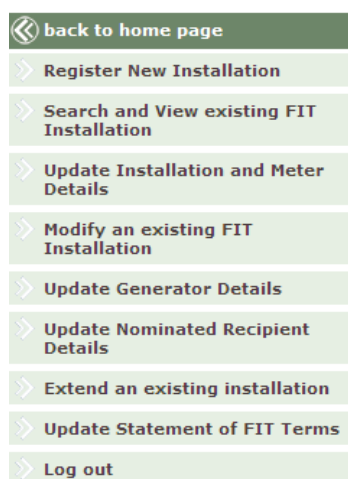 back to home page
Register New Installation
Search and View existing FIT
Installation
Update Installation and Meter
Details
Modify an existing FIT
Installation
Update Generator Details
Update Nominated Recipient
Details
Extend an existing installation
Update Statement of FIT Terms
Log out